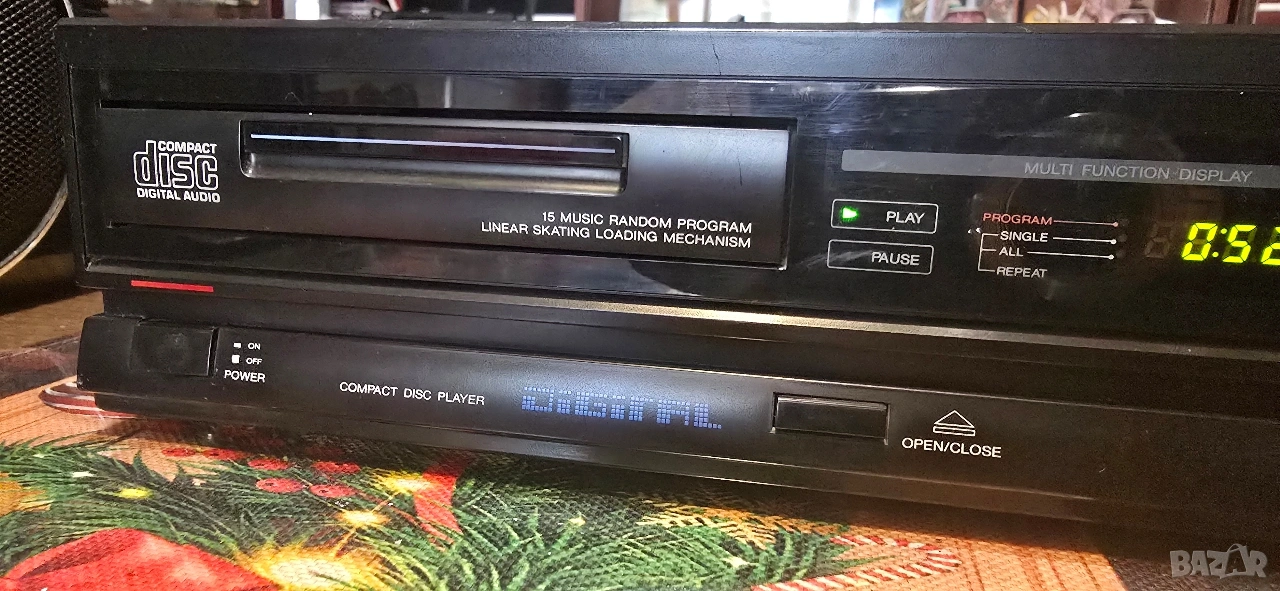 COMPACT
disc
DIGITAL AUDIO
15 MUSIC RANDOM PROGRAM
LINEAR SKATING LOADING MECHANISM
MULTI FUNCTION DISPLAY
PLAY
PAUSE
PROGRAM
SINGLE
ALL
REPEAT
0:52
ON
OFF
POWER
COMPACT DISC PLAYER
DIGITAL
OPEN/CLOSE
BAZAR